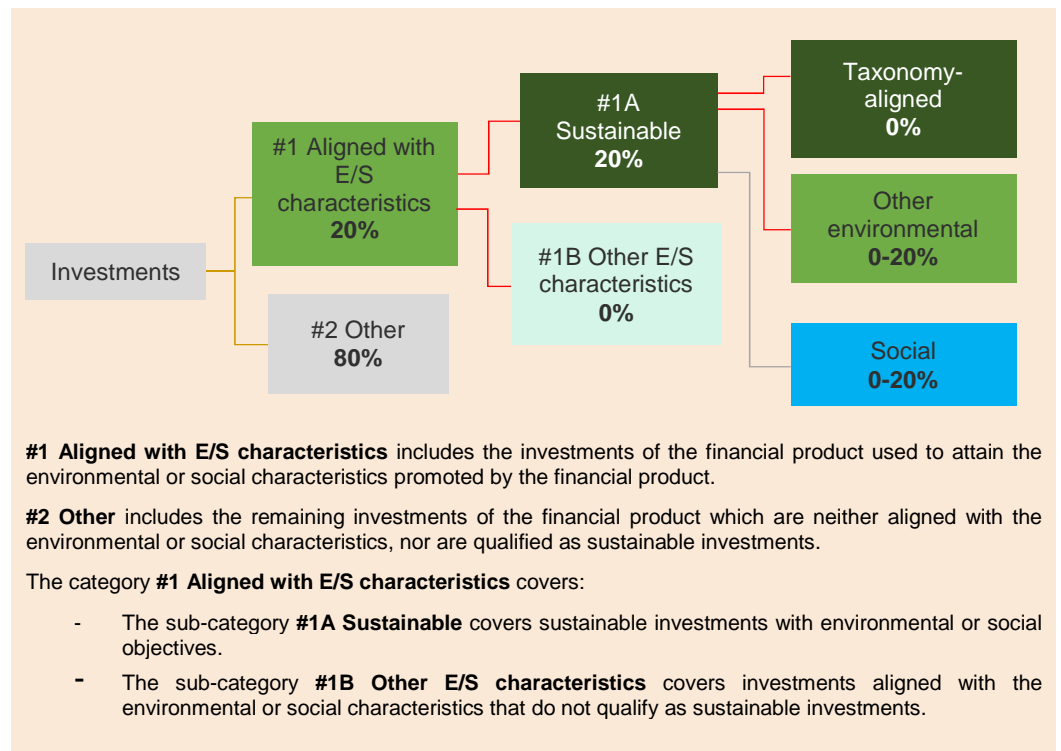 Taxonomy-
aligned
0%
#1A
Sustainable
20%
#1 Aligned with
E/S
characteristics
20%
Other
environmental
0-20%
Investments
#1B Other E/S
characteristics
0%
#2 Other
80%
Social
0-20%
#1 Aligned with E/S characteristics includes the investments of the financial product used to attain the
environmental or social characteristics promoted by the financial product.
#2 Other includes the remaining investments of the financial product which are neither aligned with the
environmental or social characteristics, nor are qualified as sustainable investments.
The category #1 Aligned with E/S characteristics covers:
- The sub-category #1A Sustainable covers sustainable investments with environmental or social
objectives.
- The sub-category #1B Other E/S characteristics covers investments aligned with the
environmental or social characteristics that do not qualify as sustainable investments.